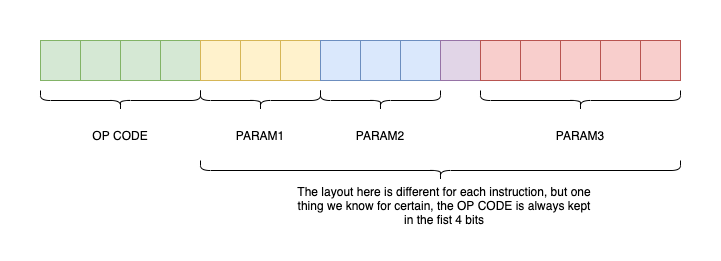 OP CODE
PARAM1
PARAM2
PARAM3
The layout here is different for each instruction, but one
thing we know for certain, the OP CODE is always kept
in the fist 4 bits